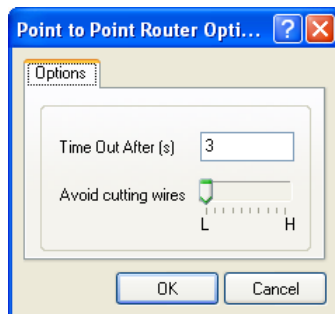 Point to Point Router Opti... ?
Options
Time Out After (s) 3
Avoid cutting wires
L H
OK Cancel